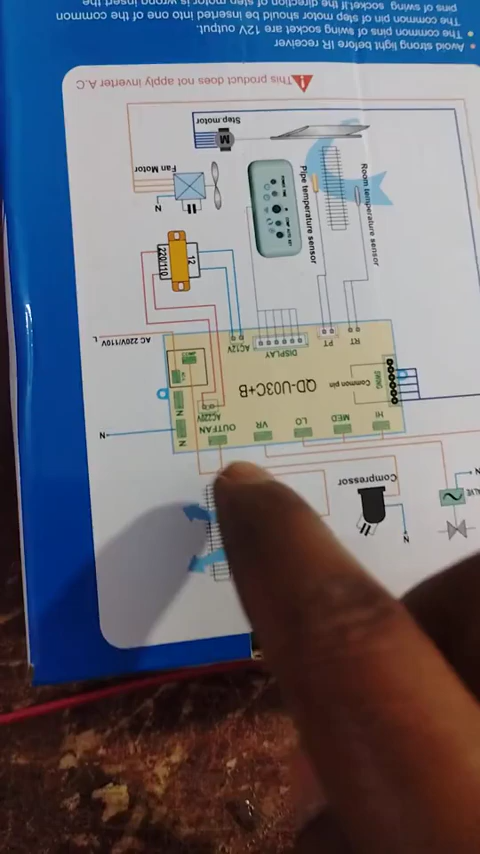 Avoid strong light before IR receiver
The common pins of swing socket are 12V output.
The common pin of step motor should be inserted into one of the common
pins of swing socket.If the direction of step motor is wrong insert the
This product does not apply inverter A.C
Step motor
M
Fan Motor
N
Room temperature sensor
Pipe temperature sensor
220/110
12
AC 220V/110V L
AC12V
DISPLAY
PT
RT
QD-U03C+B
Common pin
SWING
N
N
N
AC220V
OUTFAN
VR
LO
MED
HI
Compressor
N
N